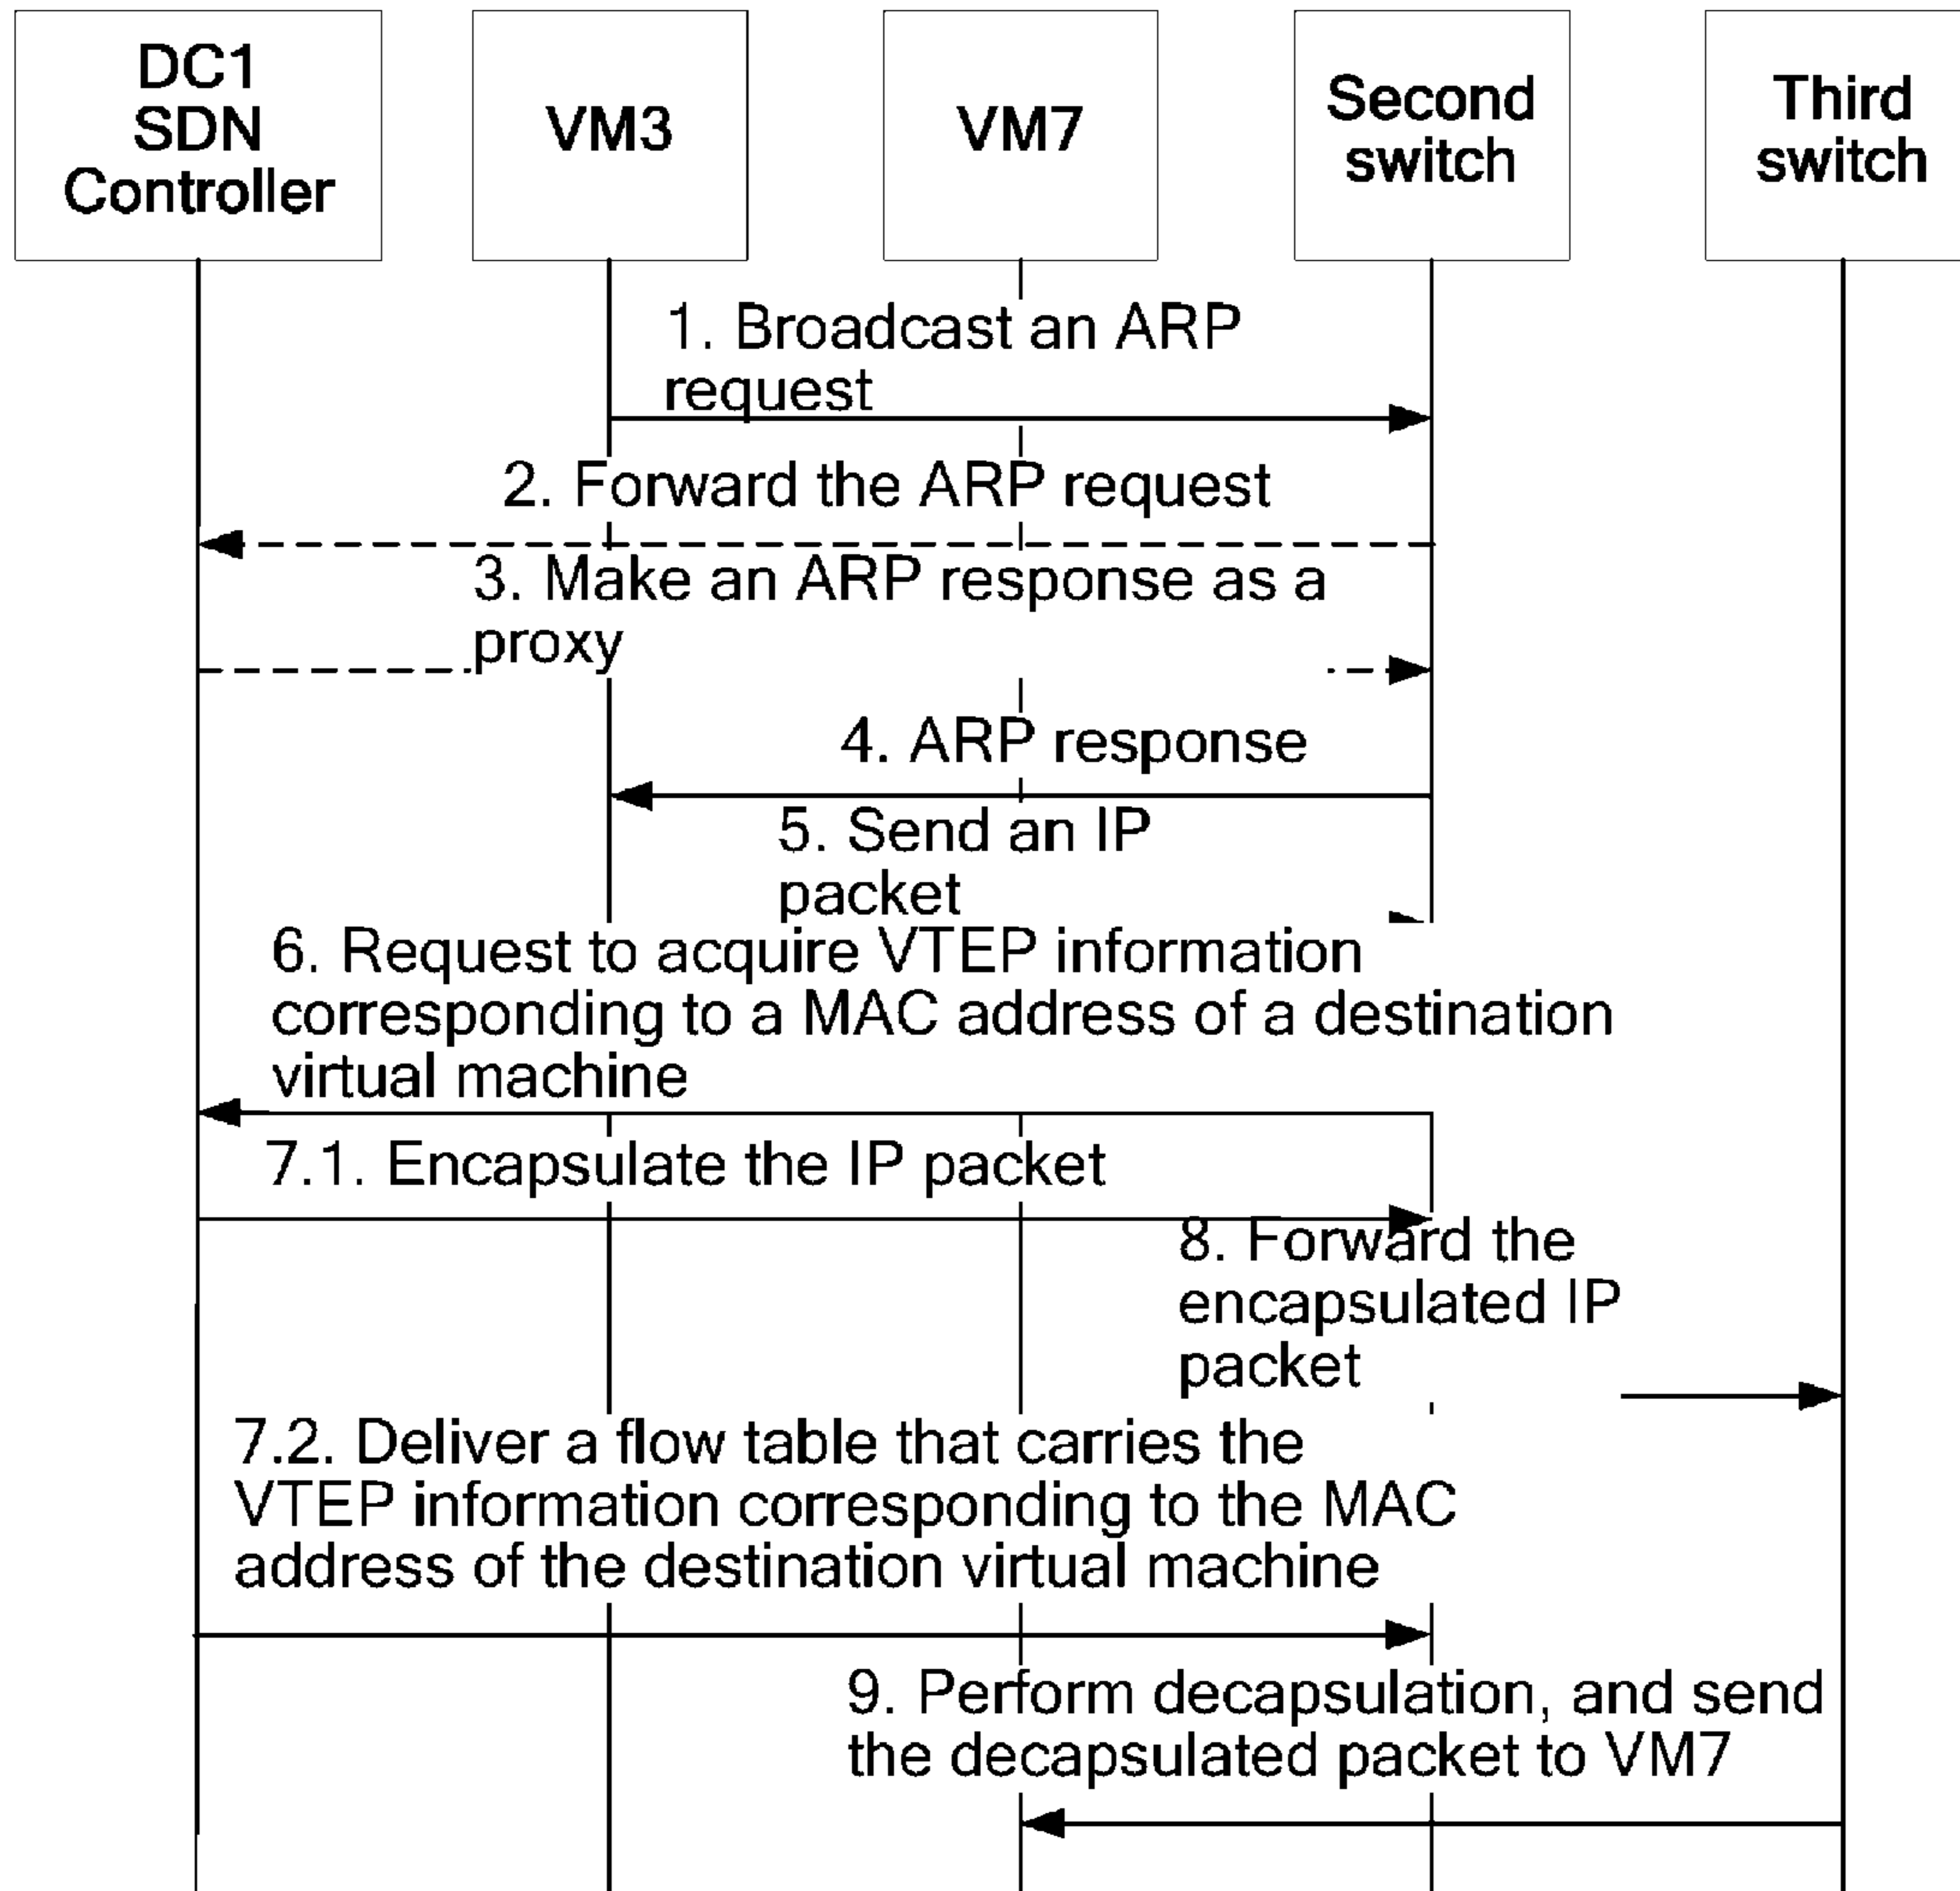 DC1
SDN
Controller
VM3
VM7
Second
switch
Third
switch
1. Broadcast an ARP
request
2. Forward the ARP request
3. Make an ARP response as a
proxy
4. ARP response
5. Send an IP
packet
6. Request to acquire VTEP information
corresponding to a MAC address of a destination
virtual machine
7.1. Encapsulate the IP packet
8. Forward the
encapsulated IP
packet
7.2. Deliver a flow table that carries the
VTEP information corresponding to the MAC
address of the destination virtual machine
9. Perform decapsulation, and send
the decapsulated packet to VM7